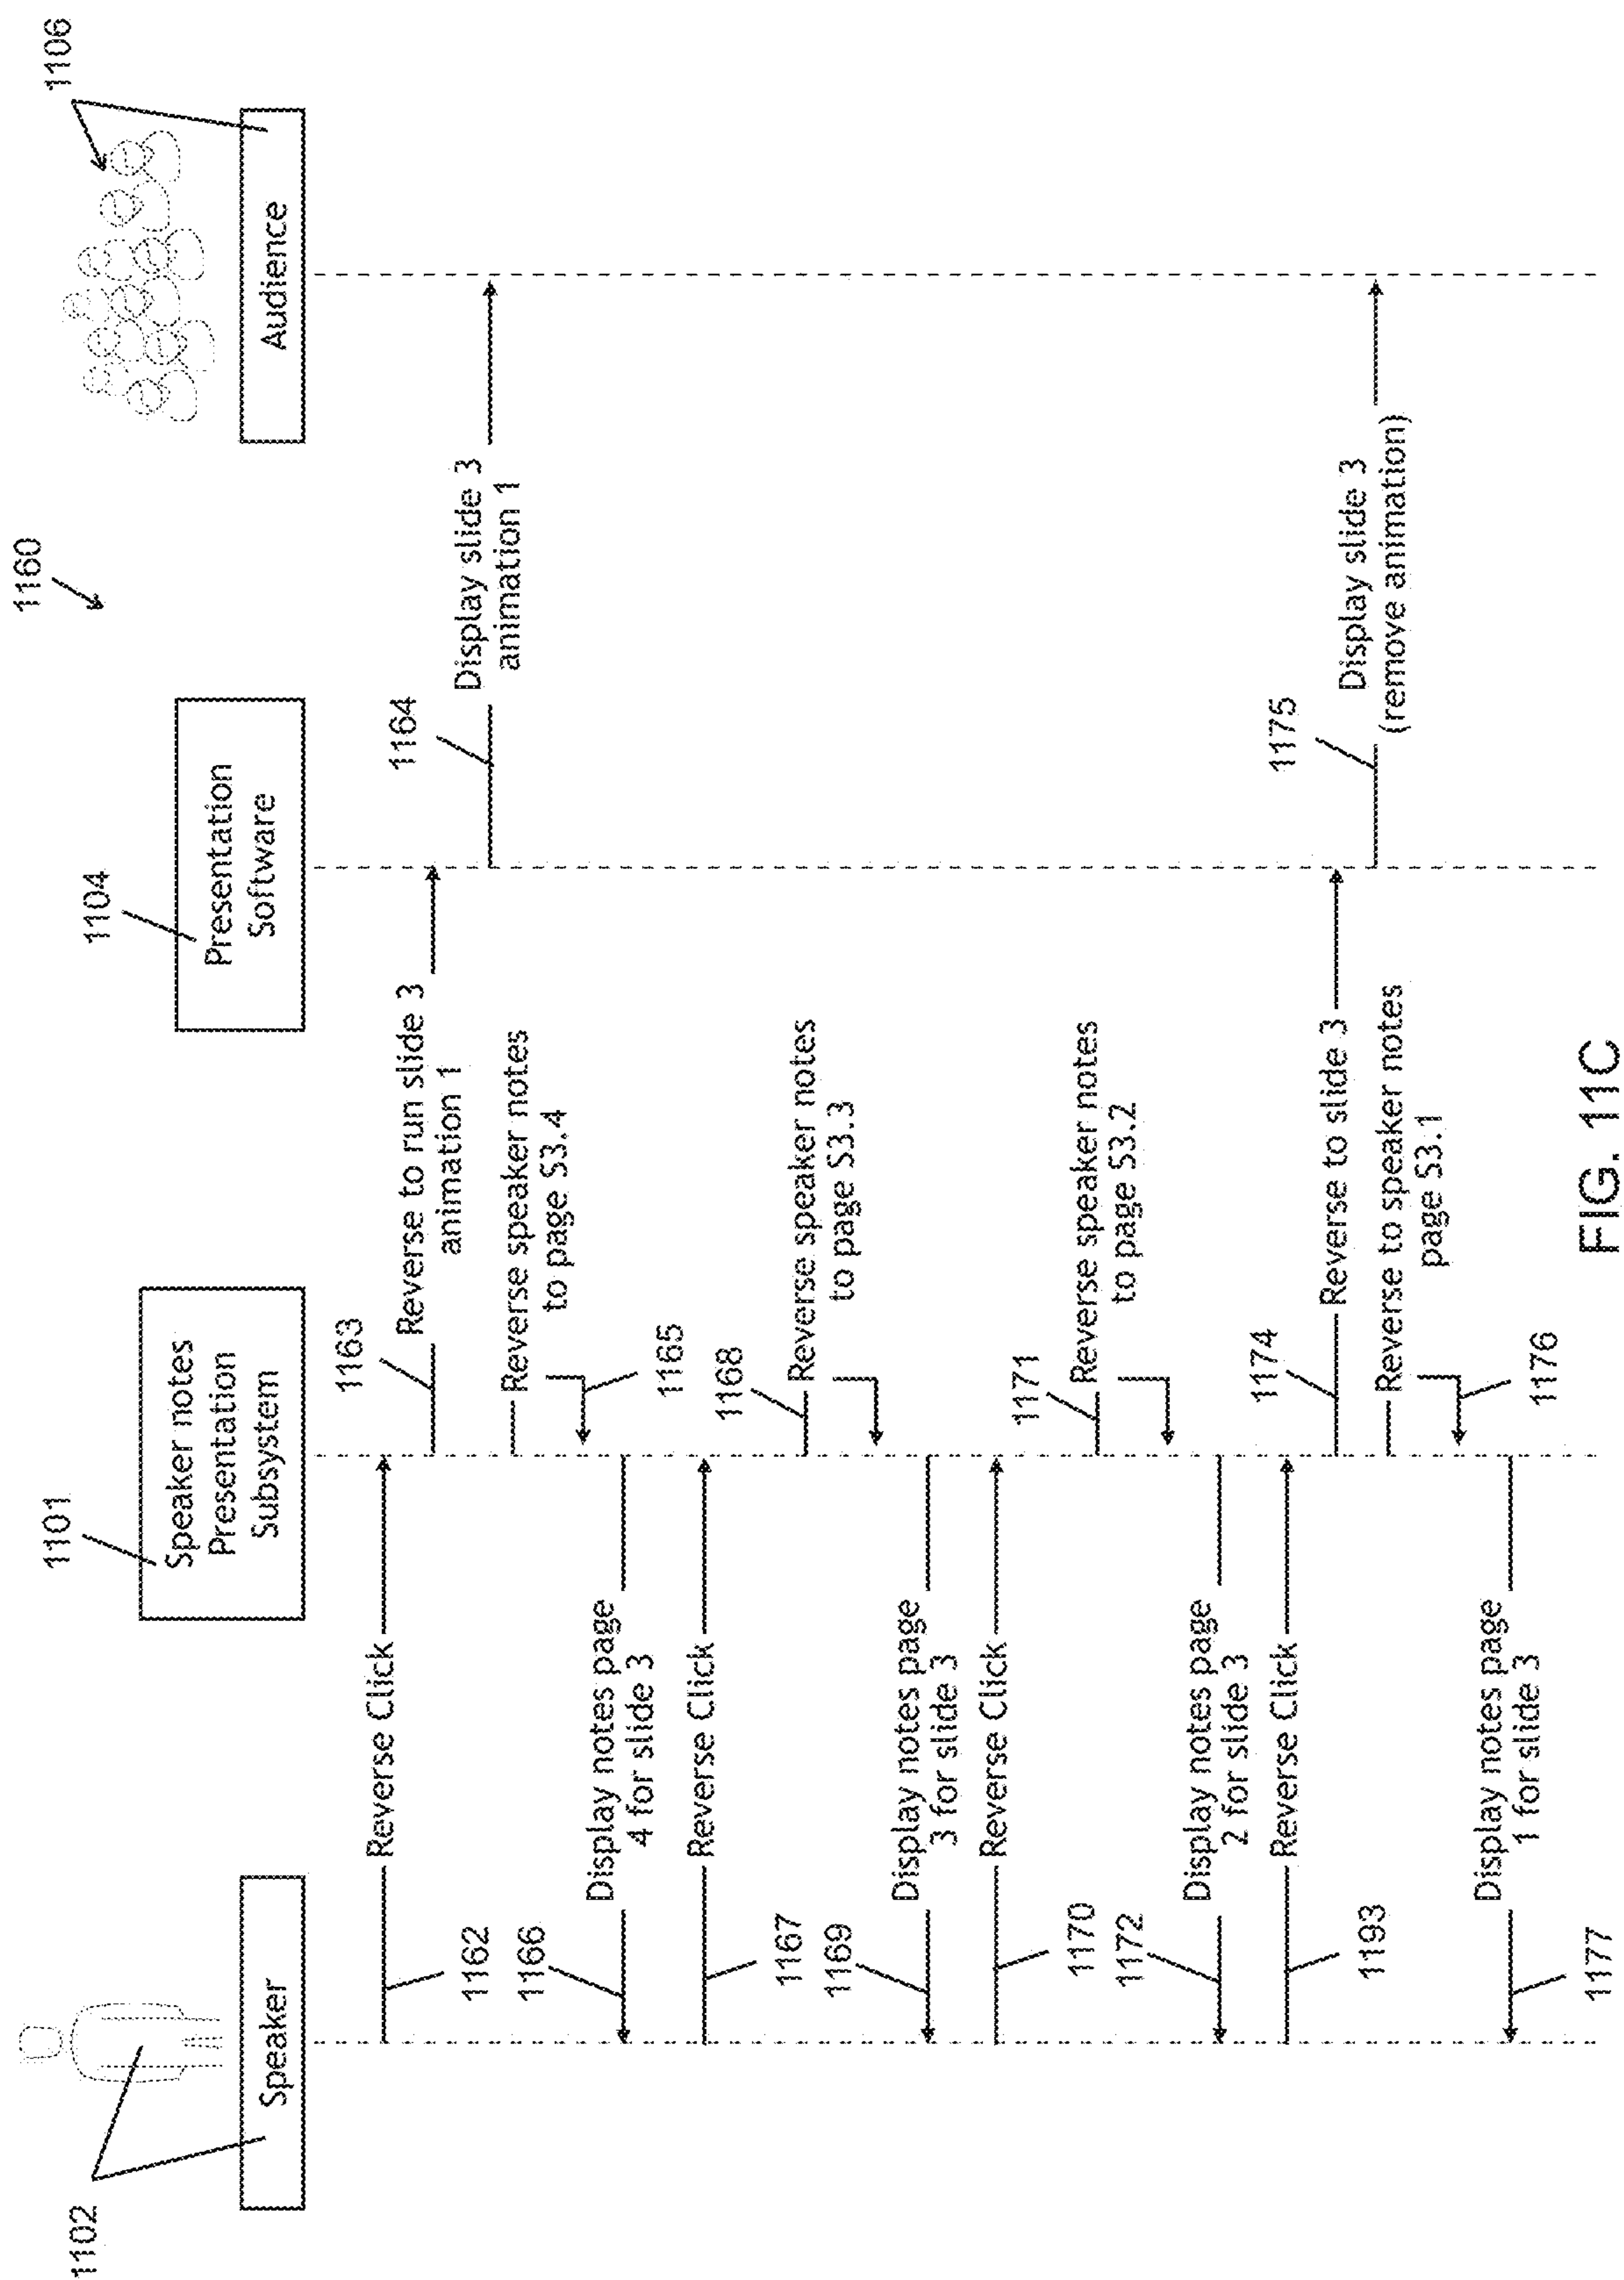 1160
1102
Speaker
1101
Speaker notes
Presentation
Subsystem
1104
Presentation
Software
1106
Audience
Reverse Click
1162
1163
Reverse to run slide 3
animation 1
1164
Display slide 3
animation 1
Reverse speaker notes
to page S3.4
1165
1166
Display notes page
4 for slide 3
Reverse Click
1167
1168
Reverse speaker notes
to page S3.3
1169
Display notes page
3 for slide 3
Reverse Click
1170
1171
Reverse speaker notes
to page S3.2
1172
Display notes page
2 for slide 3
Reverse Click
1193
1174
Reverse to slide 3
1175
Display slide 3
(remove animation)
Reverse to speaker notes
page S3.1
1176
Display notes page
1 for slide 3
1177
FIG. 11C